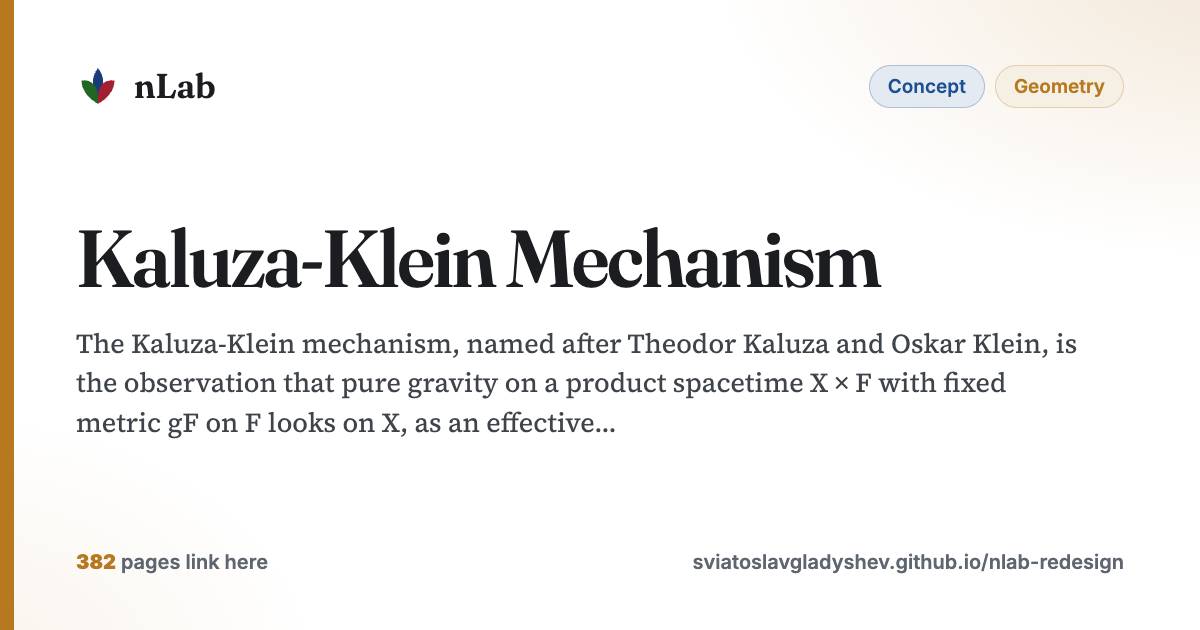 nLab
Concept
Geometry
Kaluza-Klein Mechanism
The Kaluza-Klein mechanism, named after Theodor Kaluza and Oskar Klein, is
the observation that pure gravity on a product spacetime X × F with fixed
metric gF on F looks on X, as an effective...
382 pages link here
sviatoslavgladyshev.github.io/nlab-redesign